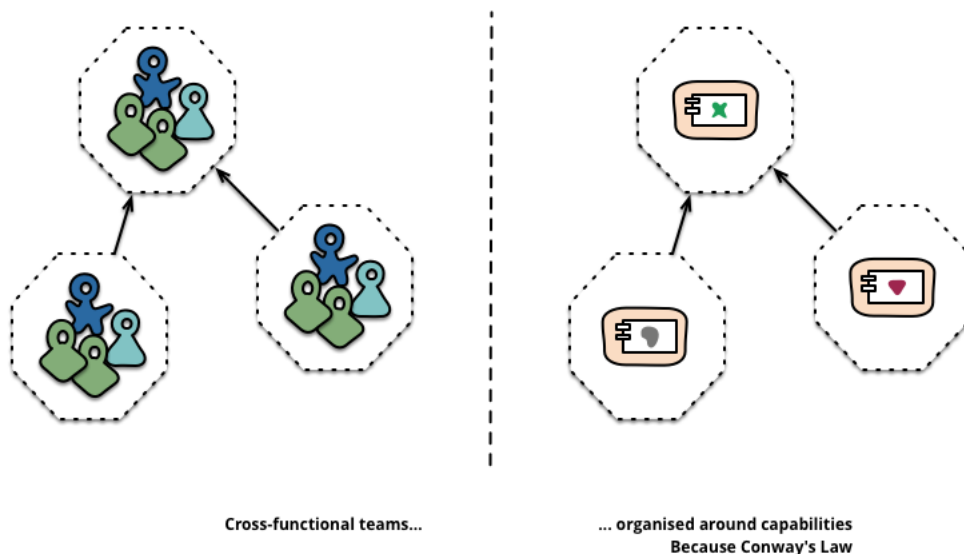 Cross-functional teams...
... organised around capabilities
Because Conway's Law